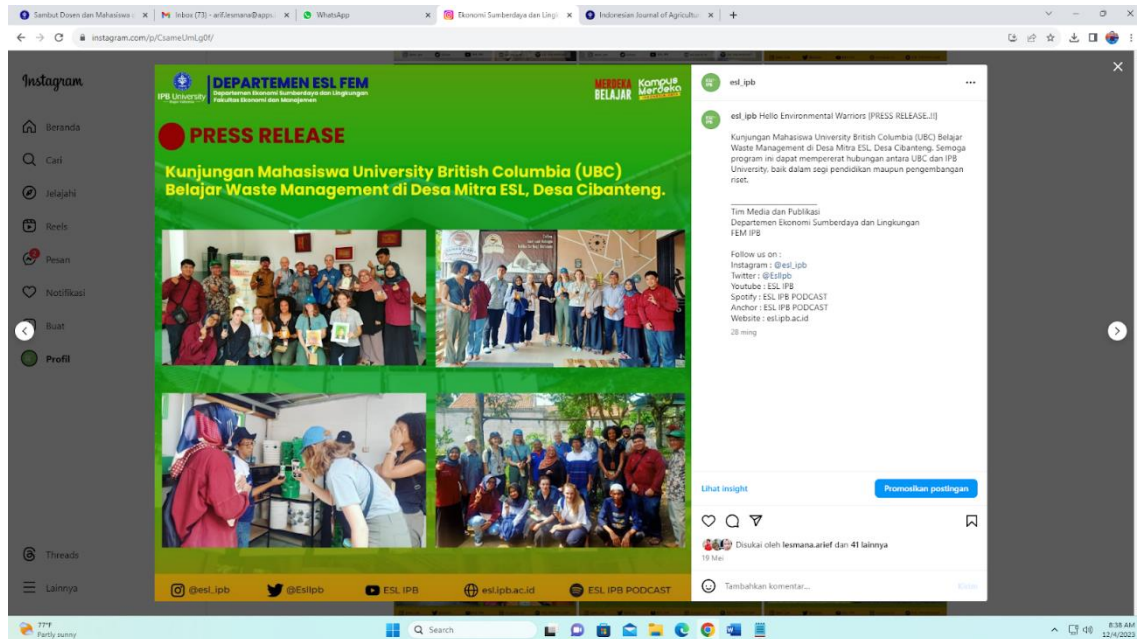 Sambut Dosen dan Mahasiswa
Inbox (73) - arif.lesmana@apps.i
WhatsApp
Ekonomi Sumberdaya dan Lingk
Indonesian Journal of Agricultur
instagram.com/p/CsameUmLg0f/
Instagram
Beranda
Cari
Jelajahi
Reels
Pesan
Notifikasi
Buat
Profil
Threads
Lainnya
IPB University
DEPARTEMEN ESL FEM
Departemen Ekonomi Sumberdaya dan Lingkungan
Fakultas Ekonomi dan Manajemen
MERDEKA
BELAJAR
Kampus
Merdeka
PRESS RELEASE
Kunjungan Mahasiswa University British Columbia (UBC)
Belajar Waste Management di Desa Mitra ESL, Desa Cibanteng.
@esl_ipb
@EslIpb
ESL IPB
esl.ipb.ac.id
ESL IPB PODCAST
esl_ipb
esl_ipb Hello Environmental Warriors [PRESS RELEASE..!!]
Kunjungan Mahasiswa University British Columbia (UBC) Belajar
Waste Management di Desa Mitra ESL, Desa Cibanteng. Semoga
program ini dapat mempererat hubungan antara UBC dan IPB
University, baik dalam segi pendidikan maupun pengembangan
riset.
Tim Media dan Publikasi
Departemen Ekonomi Sumberdaya dan Lingkungan
FEM IPB
Follow us on :
Instagram : @esl_ipb
Twitter : @EslIpb
Youtube : ESL IPB
Spotify : ESL IPB PODCAST
Anchor : ESL IPB PODCAST
Website : esl.ipb.ac.id
28 ming
Lihat insight
Promosikan postingan
Disukai oleh lesmana.arief dan 41 lainnya
19 Mei
Tambahkan komentar...
Kirim
77°F
Partly sunny
Search
8:38 AM